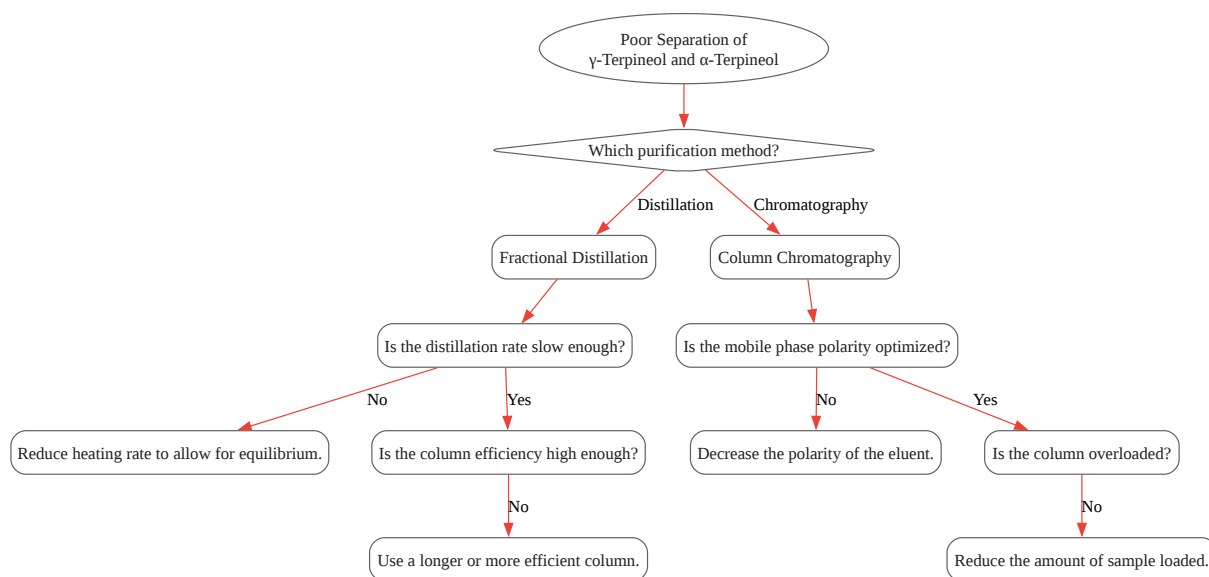 Poor Separation of
γ-Terpineol and α-Terpineol
Which purification method?
Distillation
Chromatography
Fractional Distillation
Column Chromatography
Is the distillation rate slow enough?
Is the mobile phase polarity optimized?
No
Yes
No
Yes
Reduce heating rate to allow for equilibrium.
Is the column efficiency high enough?
Decrease the polarity of the eluent.
Is the column overloaded?
No
No
Use a longer or more efficient column.
Reduce the amount of sample loaded.